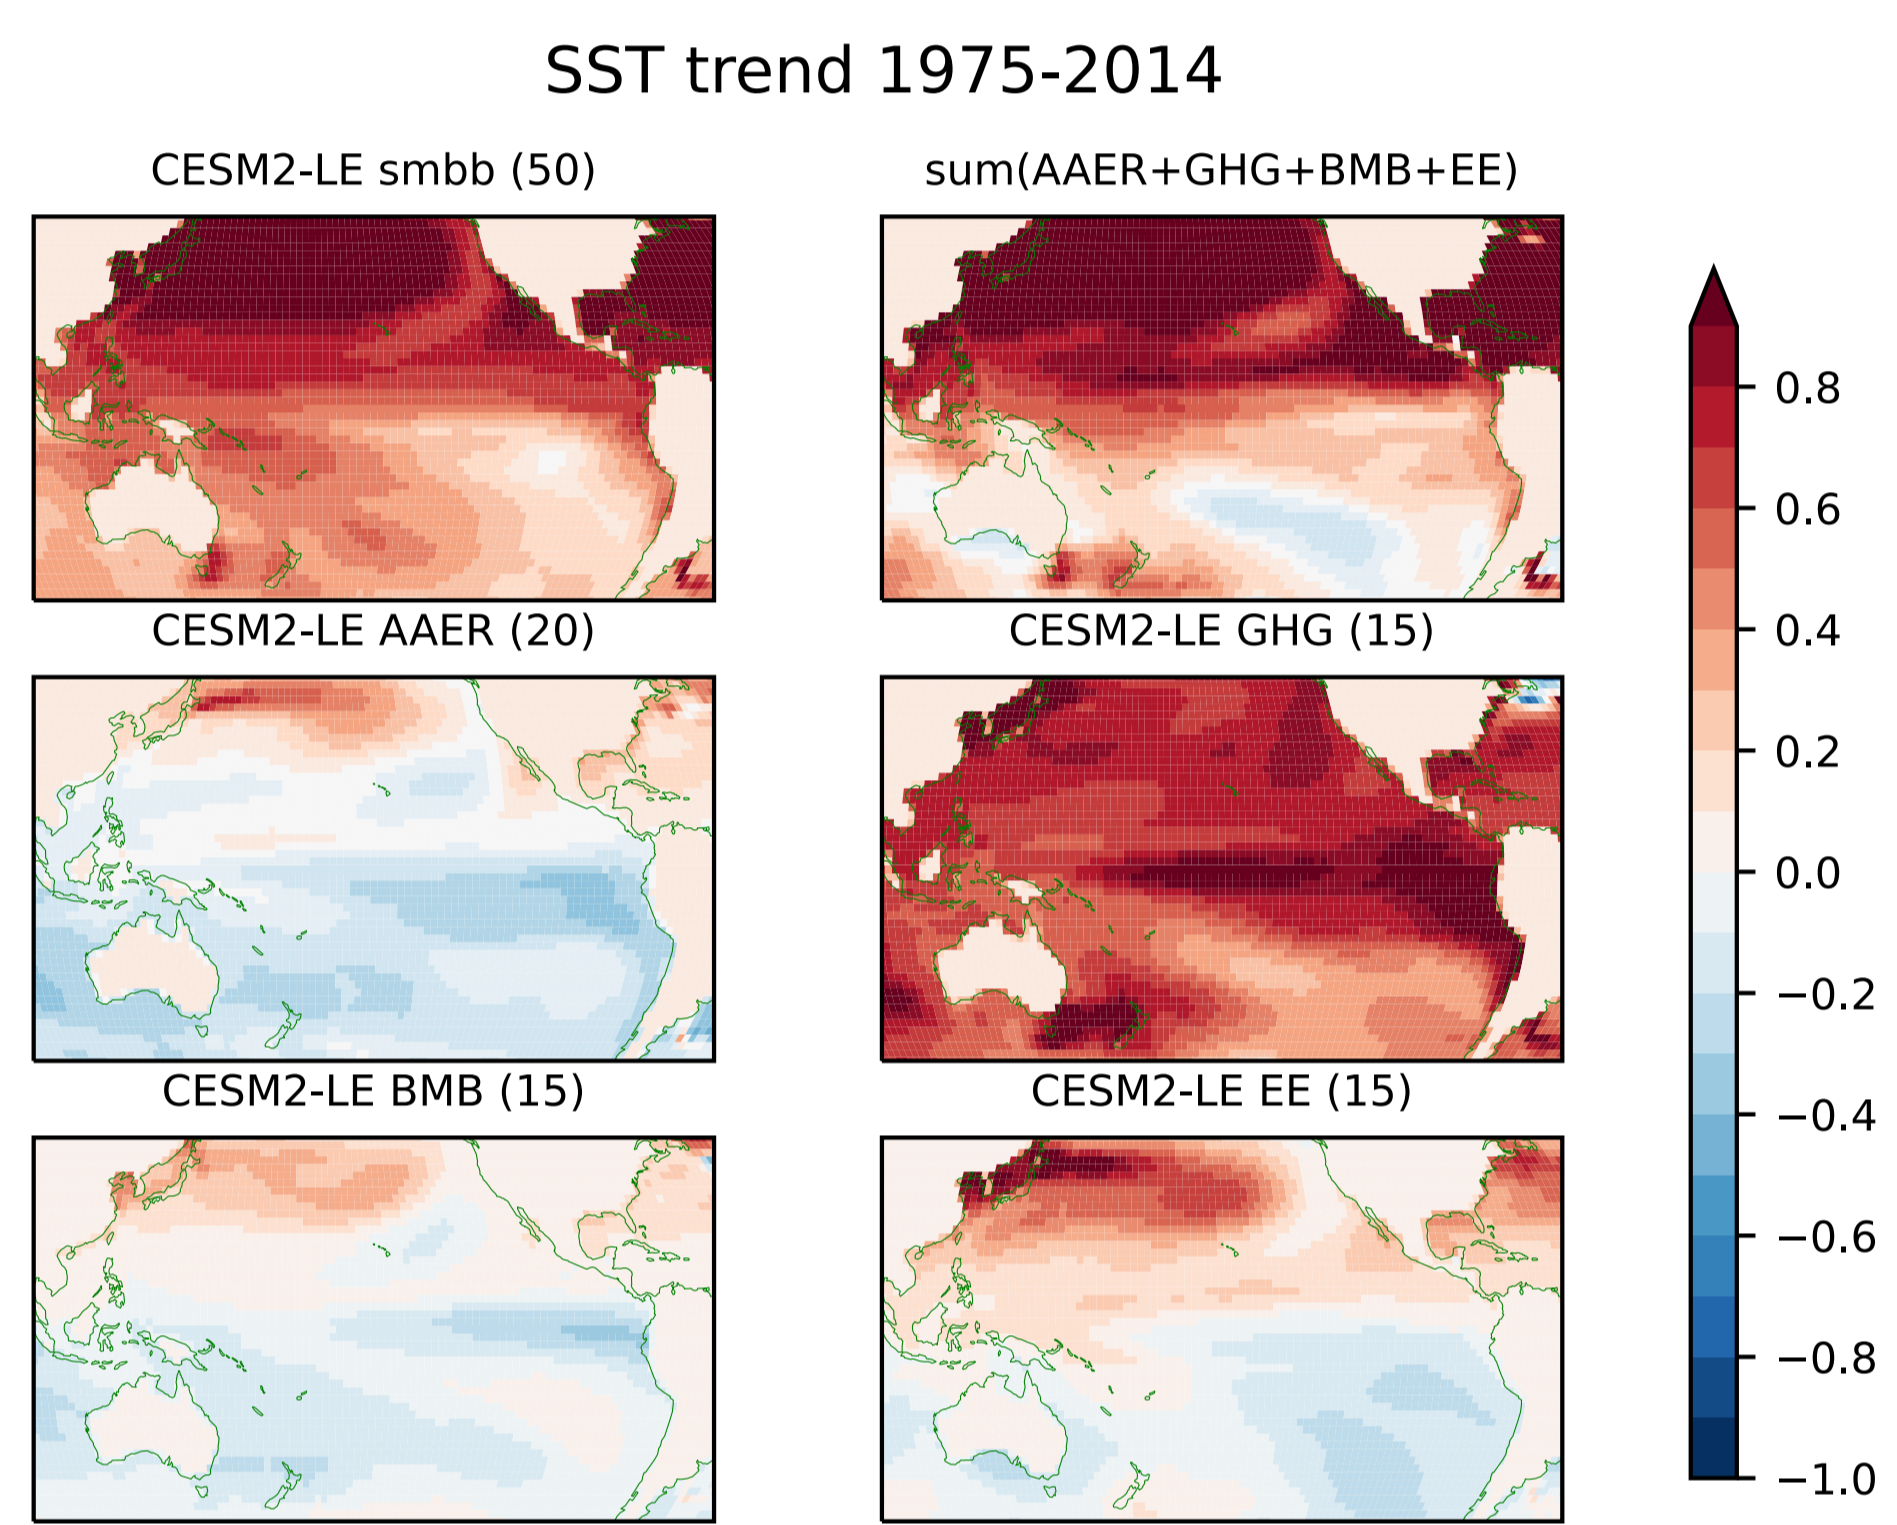 SST trend 1975-2014
CESM2-LE smbb (50)
sum(AAER+GHG+BMB+EE)
CESM2-LE AAER (20)
CESM2-LE GHG (15)
CESM2-LE BMB (15)
CESM2-LE EE (15)
0.8
0.6
0.4
0.2
0.0
−0.2
−0.4
−0.6
−0.8
−1.0